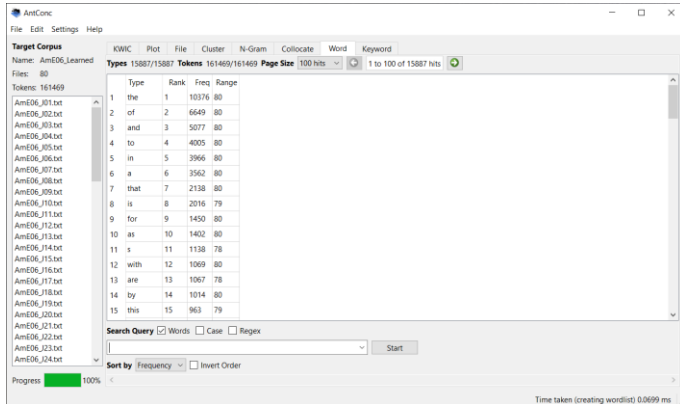 AntConc
File Edit Settings Help
Target Corpus
Name: AmE06_Learned
Files: 80
Tokens: 161469
AmE06_J01.txt
AmE06_J02.txt
AmE06_J03.txt
AmE06_J04.txt
AmE06_J05.txt
AmE06_J06.txt
AmE06_J07.txt
AmE06_J08.txt
AmE06_J09.txt
AmE06_J10.txt
AmE06_J11.txt
AmE06_J12.txt
AmE06_J13.txt
AmE06_J14.txt
AmE06_J15.txt
AmE06_J16.txt
AmE06_J17.txt
AmE06_J18.txt
AmE06_J19.txt
AmE06_J20.txt
AmE06_J21.txt
AmE06_J22.txt
AmE06_J23.txt
AmE06_J24.txt
Progress 100%
KWIC Plot File Cluster N-Gram Collocate Word Keyword
Types 15887/15887 Tokens 161469/161469 Page Size 100 hits 1 to 100 of 15887 hits
Type Rank Freq Range
1 the 1 10376 80
2 of 2 6649 80
3 and 3 5077 80
4 to 4 4005 80
5 in 5 3966 80
6 a 6 3562 80
7 that 7 2138 80
8 is 8 2016 79
9 for 9 1450 80
10 as 10 1402 80
11 s 11 1138 78
12 with 12 1069 80
13 are 13 1067 78
14 by 14 1014 80
15 this 15 963 79
Search Query Words Case Regex
Start
Sort by Frequency Invert Order
Time taken (creating wordlist) 0.0699 ms